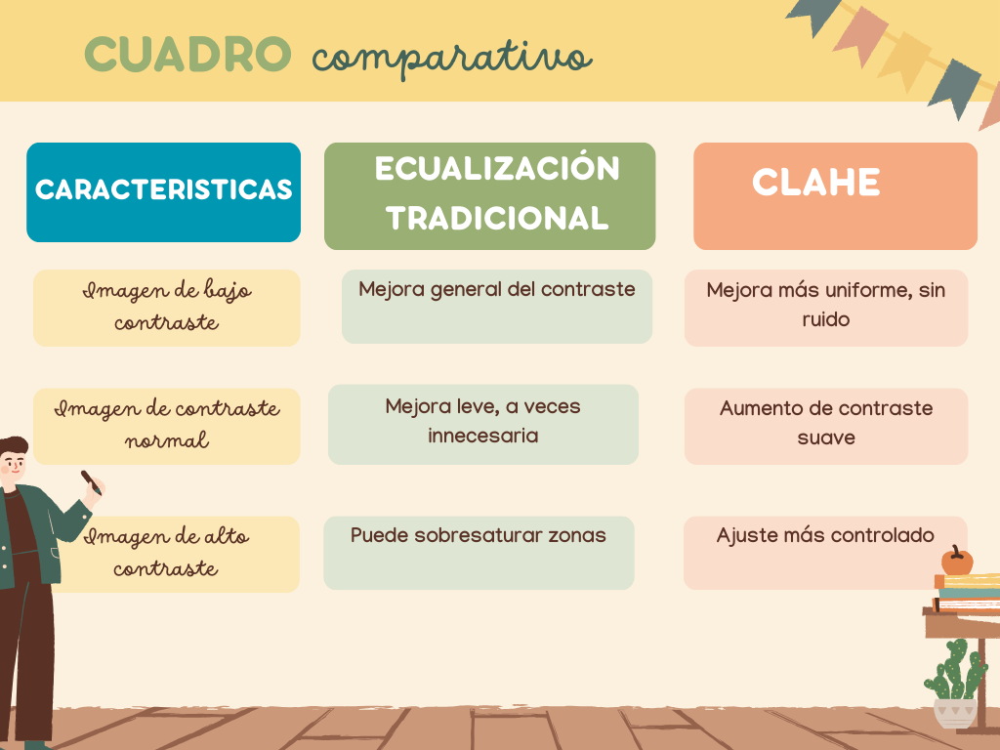 CUADRO comparativo
CARACTERISTICAS
ECUALIZACIÓN
TRADICIONAL
CLAHE
Imagen de bajo
contraste
Mejora general del contraste
Mejora más uniforme, sin
ruido
Imagen de contraste
normal
Mejora leve, a veces
innecesaria
Aumento de contraste
suave
Imagen de alto
contraste
Puede sobresaturar zonas
Ajuste más controlado